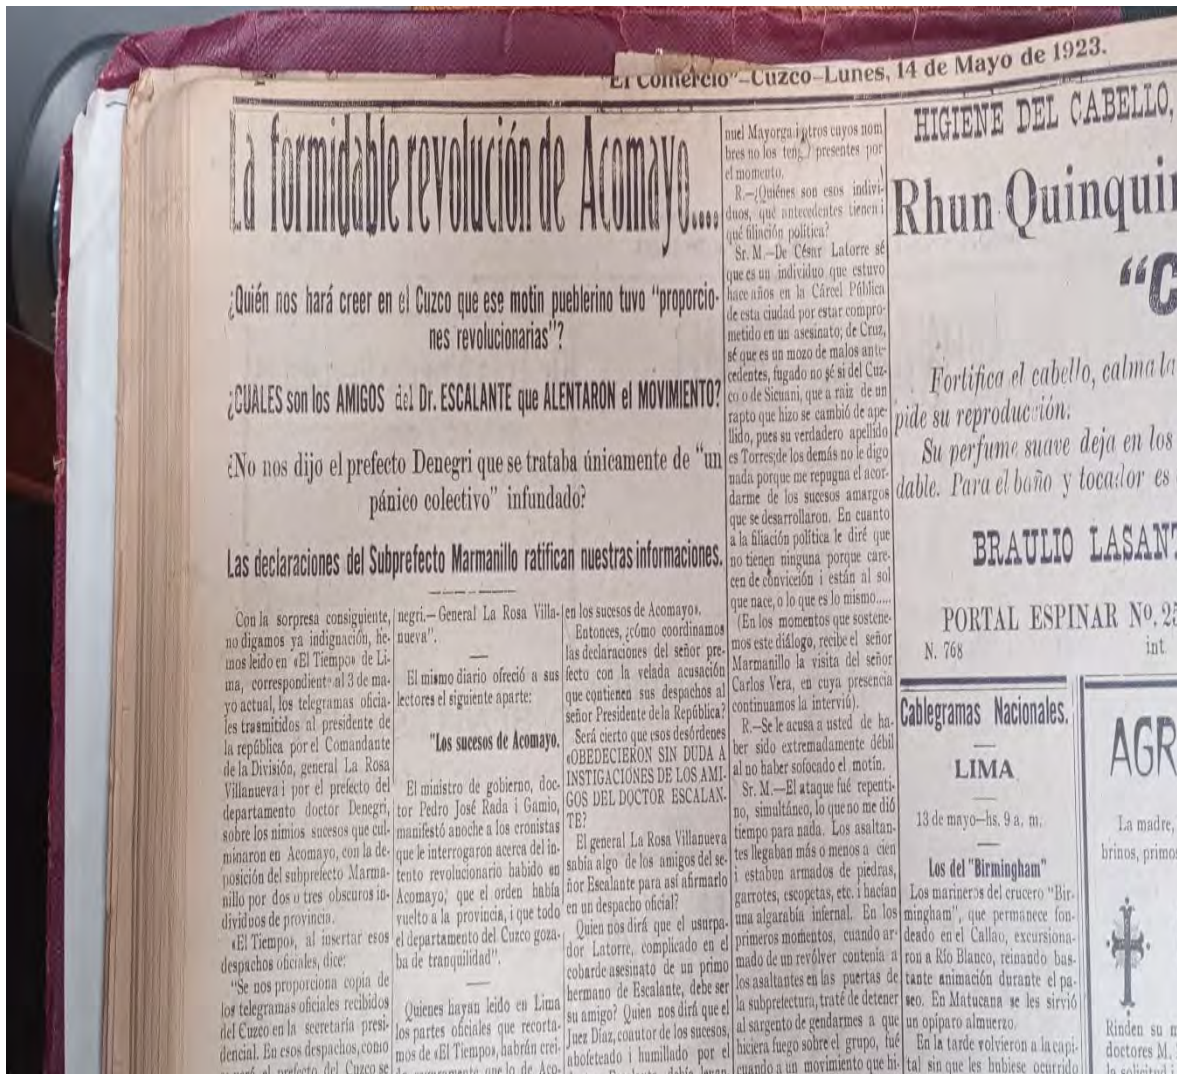 "El Comercio"–Cuzco–Lunes, 14 de Mayo de 1923.
La formidable revolución de Acomayo....
¿Quién nos hará creer en el Cuzco que ese motin pueblerino tuvo "proporcio-
nes revolucionarias"?
¿CUALES son los AMIGOS del Dr. ESCALANTE que ALENTARON el MOVIMIENTO?
¿No nos dijo el prefecto Denegri que se trataba únicamente de "un
pánico colectivo" infundado?
Las declaraciones del Subprefecto Marmanillo ratifican nuestras informaciones.
Con la sorpresa consiguiente,
no digamos ya indignación, he-
mos leido en «El Tiempo» de Li-
ma, correspondiente al 3 de ma-
yo actual, los telegramas oficia-
les trasmitidos al presidente de
la república por el Comandante
de la División, general La Rosa
Villanueva i por el prefecto del
departamento doctor Denegri,
sobre los nimios sucesos que cul-
minaron en Acomayo, con la de-
posición del subprefecto Marma-
nillo por dos o tres obscuros in-
dividuos de provincia.
«El Tiempo», al insertar esos
despachos oficiales, dice:
"Se nos proporciona copia de
los telegramas oficiales recibidos
del Cuzco en la secretaría presi-
dencial. En esos despachos, como
el prefecto del Cuzco se
negri.—General La Rosa Villa-
nueva".
El mismo diario ofreció a sus
lectores el siguiente aparte:
"Los sucesos de Acomayo.
El ministro de gobierno, doc-
tor Pedro José Rada i Gamio,
manifestó anoche a los cronistas
que le interrogaron acerca del in-
tento revolucionario habido en
Acomayo, que el orden había
vuelto a la provincia, i que todo
el departamento del Cuzco goza-
ba de tranquilidad".
Quienes hayan leido en Lima
los partes oficiales que recorta-
mos de «El Tiempo», habrán crei-
que lo de Aco-
en los sucesos de Acomayo».
Entonces, ¿cómo coordinamos
las declaraciones del señor pre-
fecto con la velada acusación
que contienen sus despachos al
señor Presidente de la República?
Será cierto que esos desórdenes
«OBEDECIERON SIN DUDA A
INSTIGACIONES DE LOS AMI-
GOS DEL DOCTOR ESCALAN-
TE?
El general La Rosa Villanueva
sabía algo de los amigos del se-
ñor Escalante para así afirmarlo
en un despacho oficial?
Quien nos dirá que el usurpa-
dor Latorre, complicado en el
cobarde asesinato de un primo
hermano de Escalante, debe ser
su amigo? Quien nos dirá que el
Juez Díaz, coautor de los sucesos,
abofeteado i humillado por el
nuel Mayorga i otros cuyos nom
bres no los teng presentes por
el momento.
R.—¿Quiénes son esos indivi-
duos, qué antecedentes tienen i
qué filiación política?
Sr. M.—De César Latorre sé
que es un individuo que estuvo
hace años en la Cárcel Pública
de esta ciudad por estar compro-
metido en un asesinato; de Cruz,
sé que es un mozo de malos ante-
cedentes, fugado no sé si del Cuz-
co o de Sicuani, que a raiz de un
rapto que hizo se cambió de ape-
llido, pues su verdadero apellido
es Torres; de los demás no le digo
nada porque me repugna el acor-
darme de los sucesos amargos
que se desarrollaron. En cuanto
a la filiación política le diré que
no tienen ninguna porque care-
cen de convicción i están al sol
que nace, o lo que es lo mismo.....
(En los momentos que sostene-
mos este diálogo, recibe el señor
Marmanillo la visita del señor
Carlos Vera, en cuya presencia
continuamos la interviú).
R.—Se le acusa a usted de ha-
ber sido extremadamente débil
al no haber sofocado el motín.
Sr. M.—El ataque fué repenti-
no, simultáneo, lo que no me dió
tiempo para nada. Los asaltan-
tes llegaban más o menos a cien
i estabun armados de piedras,
garrotes, escopetas, etc. i hacían
una algarabía infernal. En los
primeros momentos, cuando ar-
mado de un revólver contenía a
los asaltantes en las puertas de
la subprefectura, traté de detener
al sargento de gendarmes a que
hiciera fuego sobre el grupo, fué
cuando a un movimiento que hi-
HIGIENE DEL CABELLO,
Rhun Quinquin
"C
Fortifica el cabello, calma la
pide su reproducción.
Su perfume suave deja en los
dable. Para el baño y tocador es
BRAULIO LASANT
PORTAL ESPINAR No. 25
N. 768
int
Cablegramas Nacionales.
LIMA
13 de mayo—hs. 9 a. m.
Los del "Birmingham"
Los marineros del crucero "Bir-
mingham", que permanece fon-
deado en el Callao, excursiona-
ron a Río Blanco, reinando bas-
tante animación durante el pa-
seo. En Matucana se les sirvió
un opíparo almuerzo.
En la tarde volvieron a la capi-
tal sin que les hubiese ocurrido
AGR
La madre,
brinos, primos
Rinden su
doctores M.
la solicitud i